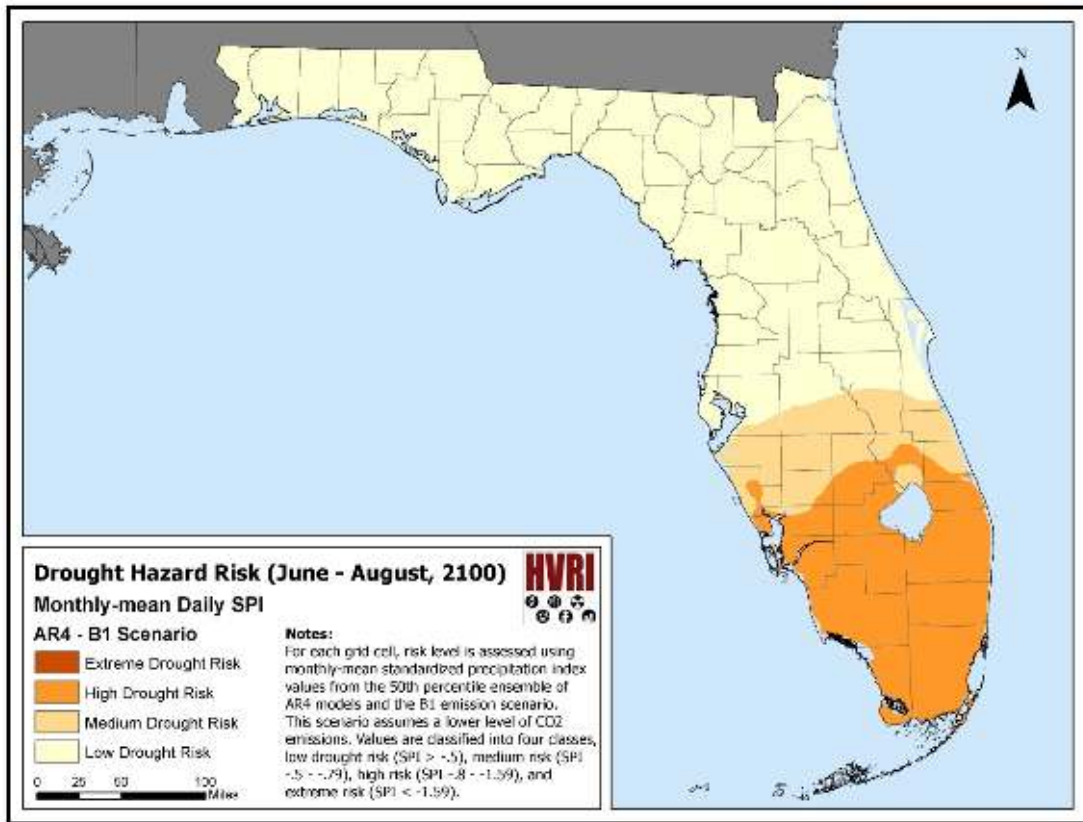 N
Drought Hazard Risk (June - August, 2100)
HVRI
Monthly-mean Daily SPI
AR4 - B1 Scenario
Extreme Drought Risk
High Drought Risk
Medium Drought Risk
Low Drought Risk
0 25 50 100
Miles
Notes:
For each grid cell, risk level is assessed using
monthly-mean standardized precipitation index
values from the 50th percentile ensemble of
AR4 models and the B1 emission scenario.
This scenario assumes a lower level of CO2
emissions. Values are classified into four classes,
low drought risk (SPI > -.5), medium risk (SPI
-.5 - -.79), high risk (SPI -.8 - -1.59), and
extreme risk (SPI < -1.59).